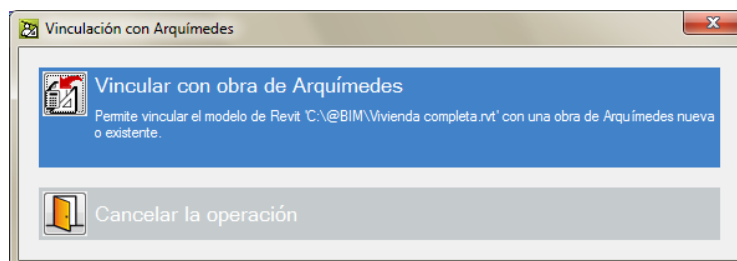 Vinculación con Arquímedes
Vincular con obra de Arquímedes
Permite vincular el modelo de Revit 'C:\@BIM\Vivienda completa.rvt' con una obra de Arquímedes nueva
o existente.
Cancelar la operación